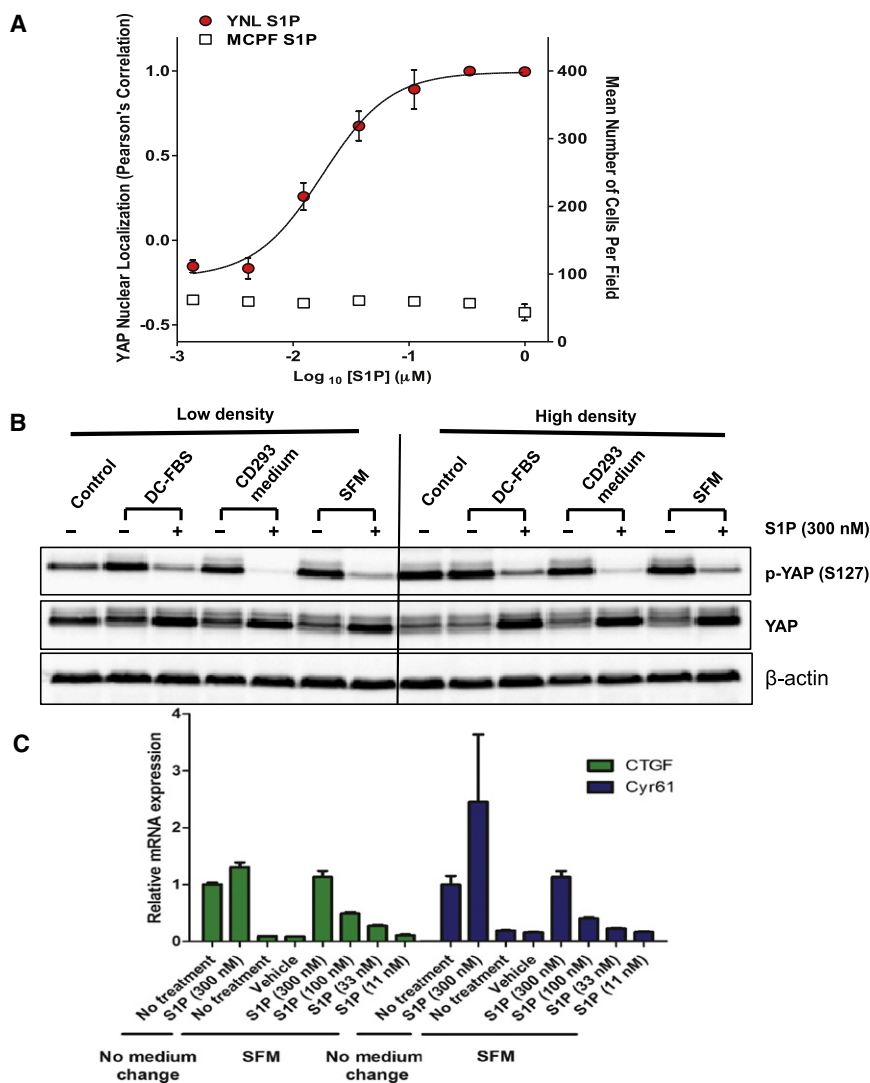 A
YNL S1P
MCPF S1P
YAP Nuclear Localization (Pearson's Correlation)
1.0
0.5
0.0
-0.5
400
300
200
100
0
Mean Number of Cells Per Field
-3
-2
-1
0
Log 10 [S1P] (μM)
B
Low density
High density
Control
DC-FBS
CD293 medium
SFM
Control
DC-FBS
CD293 medium
SFM
– – + – + – + – – + – + – + S1P (300 nM)
p-YAP (S127)
YAP
β-actin
C
Relative mRNA expression
4
3
2
1
0
CTGF
Cyr61
No treatment
S1P (300 nM)
No treatment
Vehicle
S1P (300 nM)
S1P (100 nM)
S1P (33 nM)
S1P (11 nM)
No treatment
S1P (300 nM)
No treatment
Vehicle
S1P (300 nM)
S1P (100 nM)
S1P (33 nM)
S1P (11 nM)
No medium change
SFM
No medium change
SFM